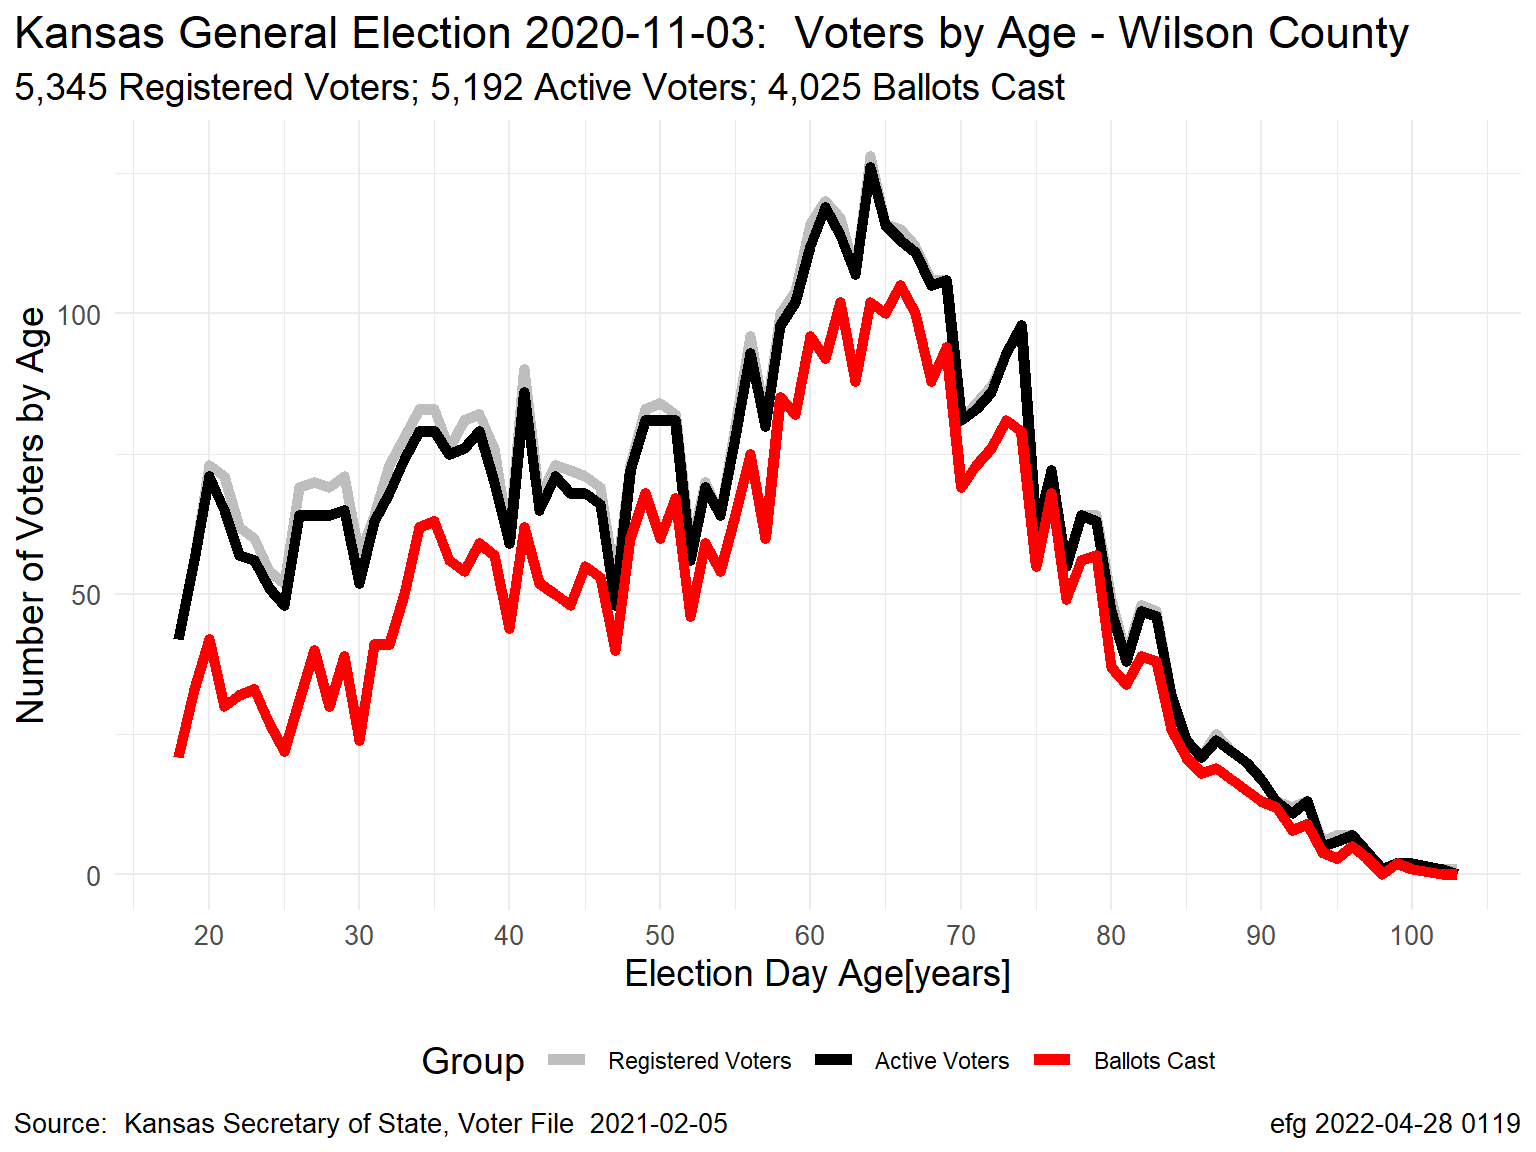 Kansas General Election 2020-11-03:  Voters by Age - Wilson County
5,345 Registered Voters; 5,192 Active Voters; 4,025 Ballots Cast
Number of Voters by Age
100
50
0
20 30 40 50 60 70 80 90 100
Election Day Age[years]
Group Registered Voters Active Voters Ballots Cast
Source:  Kansas Secretary of State, Voter File  2021-02-05 efg 2022-04-28 0119